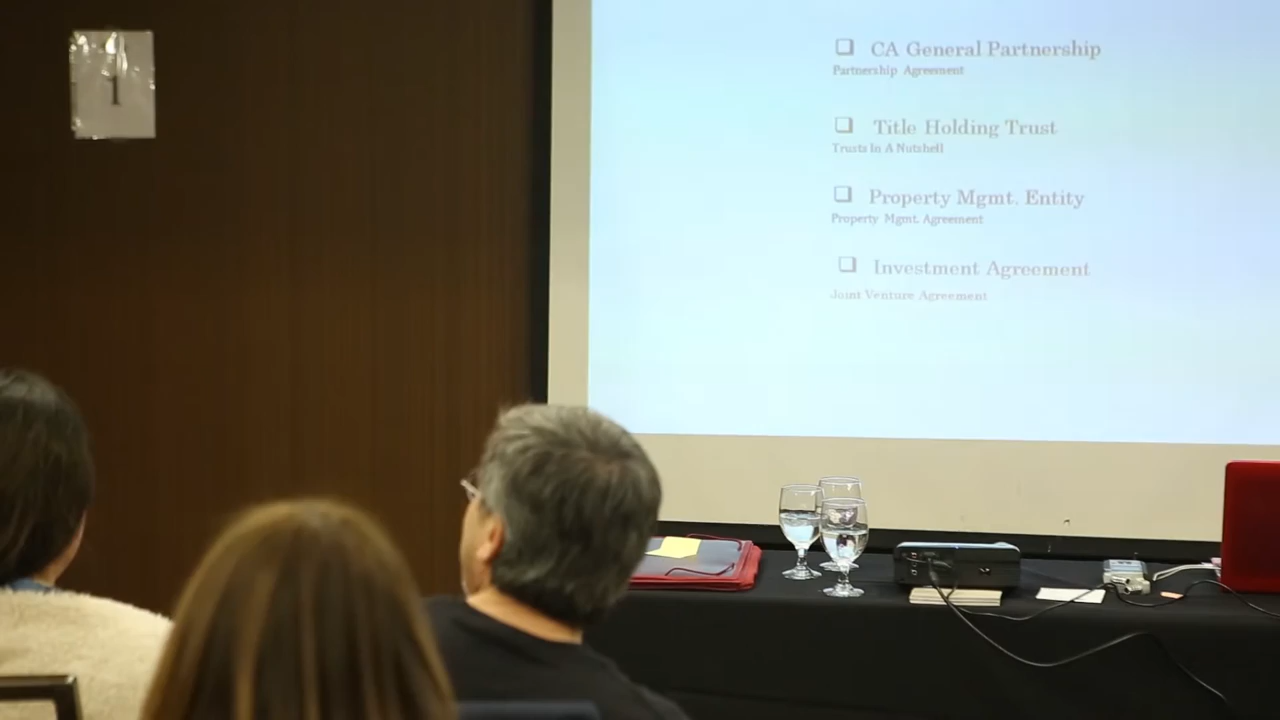 1
❑ CA General Partnership
Partnership Agreement
❑ Title Holding Trust
Trusts In A Nutshell
❑ Property Mgmt. Entity
Property Mgmt. Agreement
❑ Investment Agreement
Joint Venture Agreement